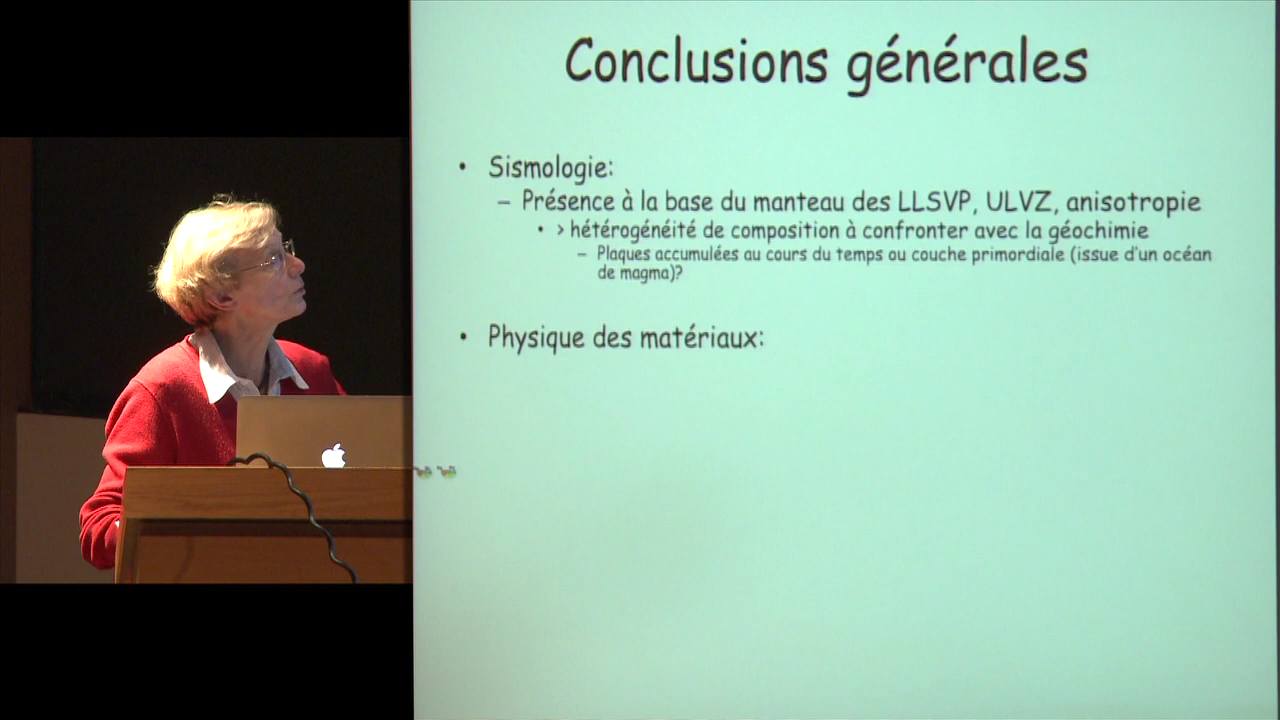 Conclusions générales
• Sismologie:
– Présence à la base du manteau des LLSVP, ULVZ, anisotropie
• > hétérogénéité de composition à confronter avec la géochimie
– Plaques accumulées au cours du temps ou couche primordiale (issue d'un océan
de magma)?
• Physique des matériaux: